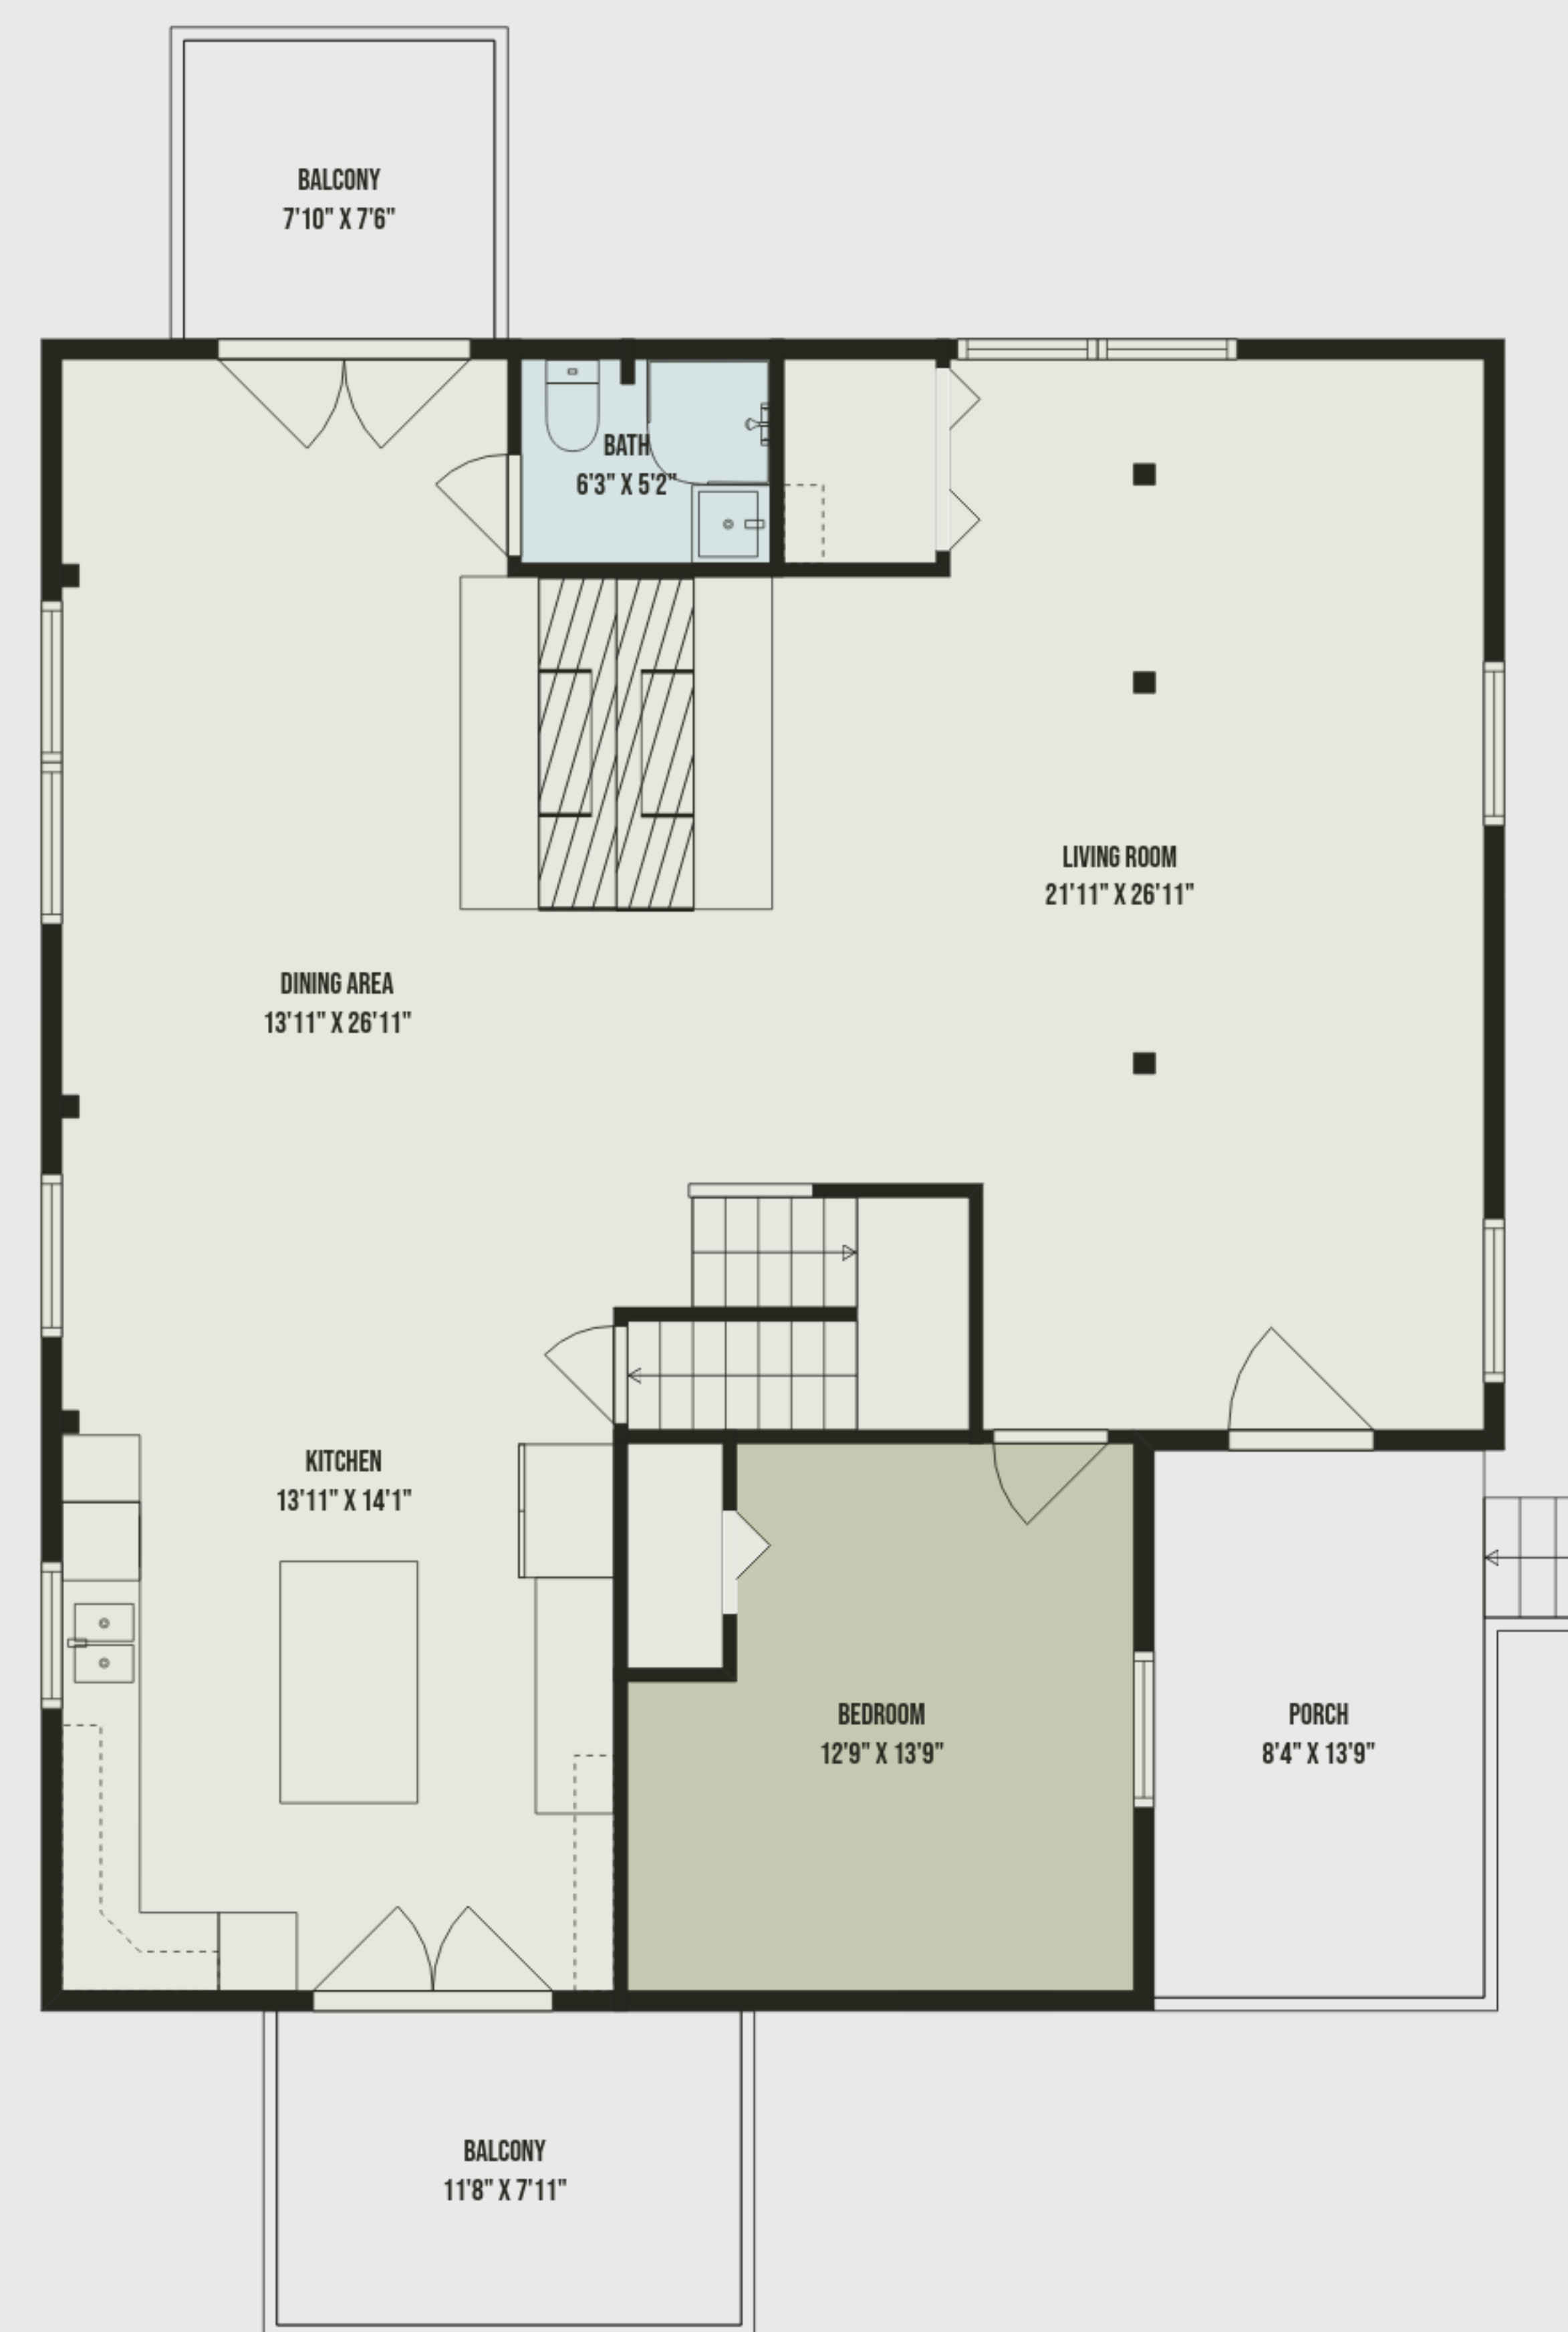 BALCONY
7'10" X 7'6"
BATH
6'3" X 5'2"
LIVING ROOM
21'11" X 26'11"
DINING AREA
13'11" X 26'11"
KITCHEN
13'11" X 14'1"
BEDROOM
12'9" X 13'9"
PORCH
8'4" X 13'9"
BALCONY
11'8" X 7'11"